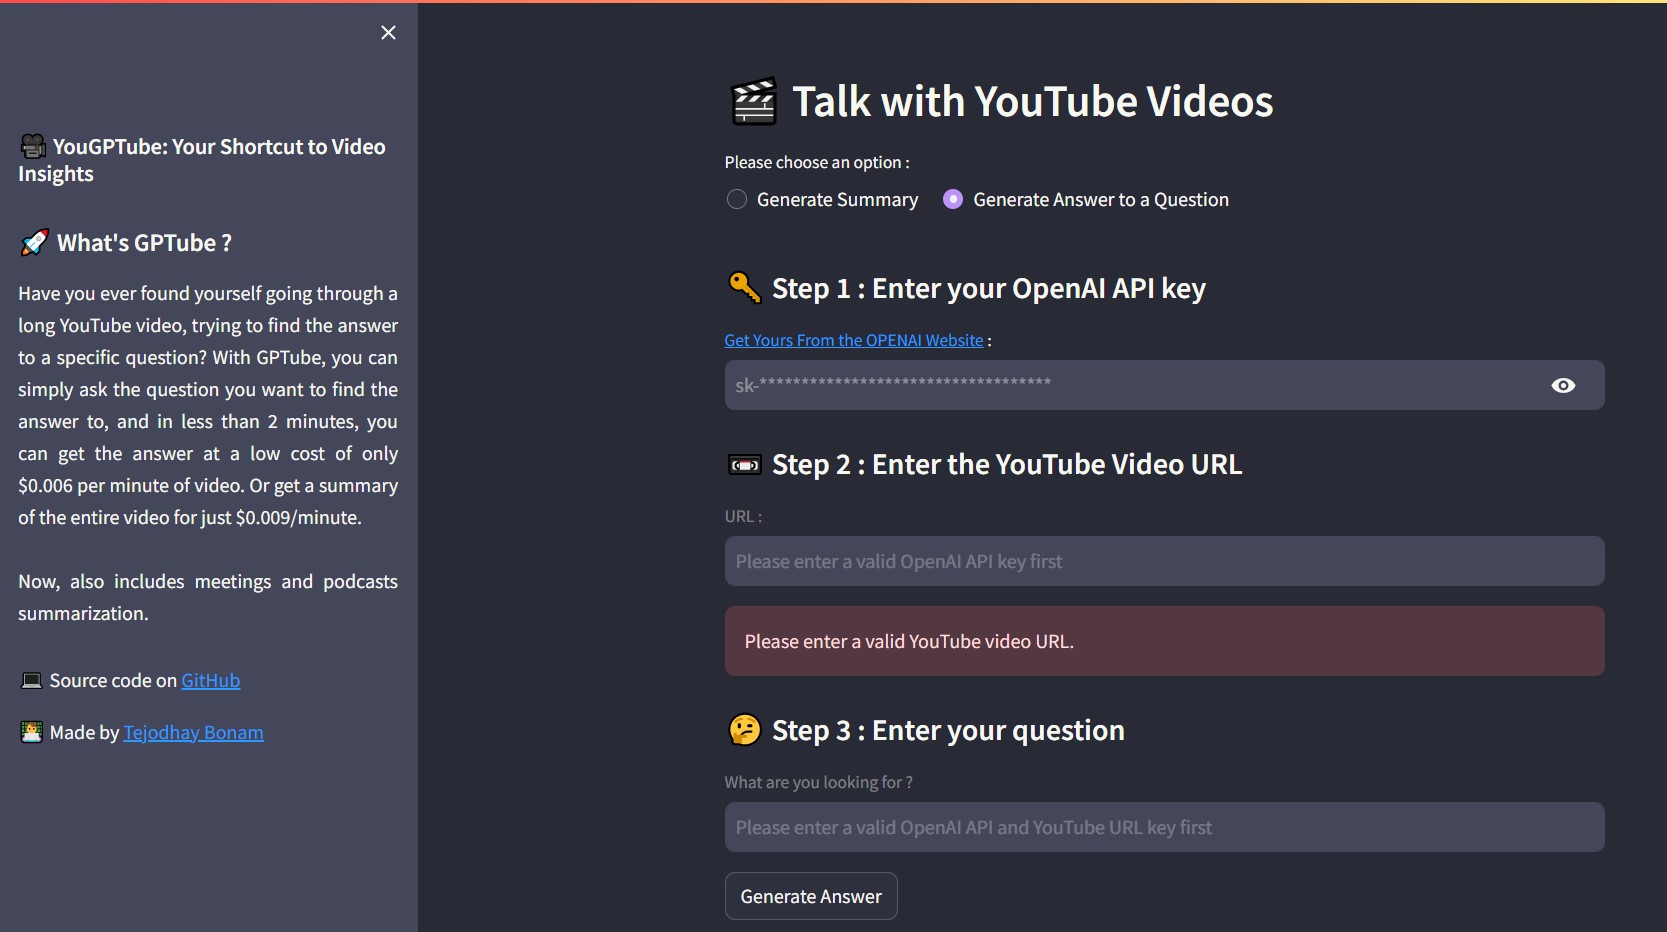 YouGPTube: Your Shortcut to Video
Insights
What's GPTube ?
Have you ever found yourself going through a
long YouTube video, trying to find the answer
to a specific question? With GPTube, you can
simply ask the question you want to find the
answer to, and in less than 2 minutes, you
can get the answer at a low cost of only
$0.006 per minute of video. Or get a summary
of the entire video for just $0.009/minute.
Now, also includes meetings and podcasts
summarization.
Source code on GitHub
Made by Tejodhay Bonam
Talk with YouTube Videos
Please choose an option :
Generate Summary Generate Answer to a Question
Step 1 : Enter your OpenAI API key
Get Yours From the OPENAI Website :
sk-***********************************
Step 2 : Enter the YouTube Video URL
URL :
Please enter a valid OpenAI API key first
Please enter a valid YouTube video URL.
Step 3 : Enter your question
What are you looking for ?
Please enter a valid OpenAI API and YouTube URL key first
Generate Answer